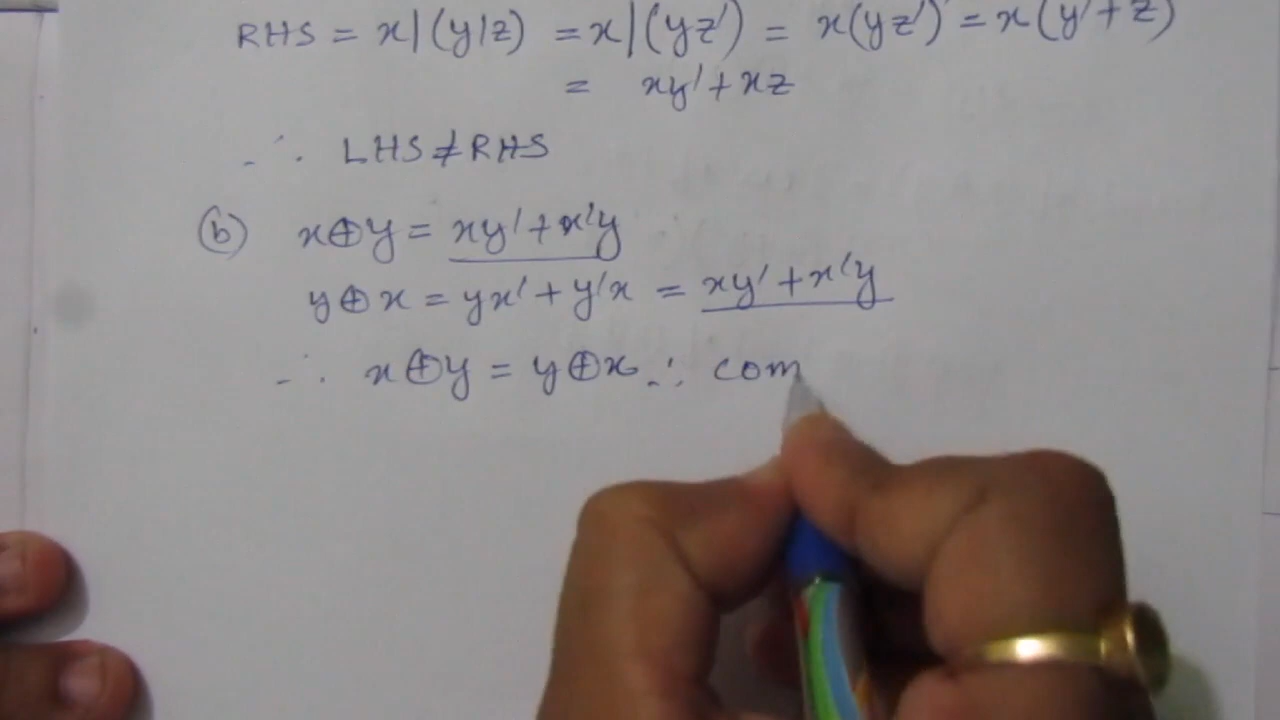 RHS = x|(y|z) = x|(yz') = x(yz')' = x(y'+z)
= xy'+xz
∴ LHS≠RHS
(b) x⊕y = xy'+x'y
y⊕x = yx'+y'x = xy'+x'y
∴ x⊕y = y⊕x ∴ com